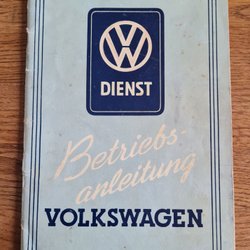 VW
DIENST
Betriebs-
anleitung
VOLKSWAGEN